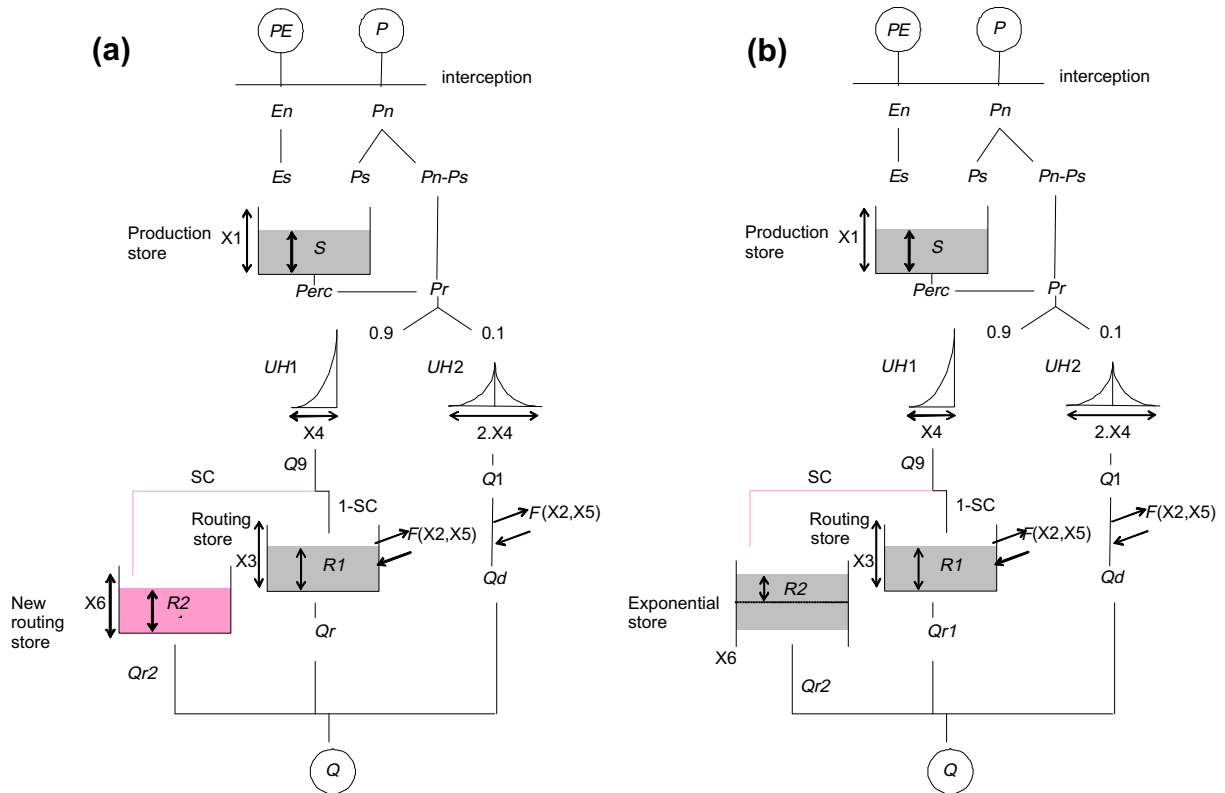 (a)
PE
P
interception
En
Pn
Es
Ps
Pn-Ps
Production
store
X1
S
Perc
Pr
0.9
0.1
UH1
UH2
X4
2.X4
Q9
Q1
SC
1-SC
Routing
store
F(X2,X5)
F(X2,X5)
X3
R1
Qd
New
routing
store
X6
R2
Qr
Qr2
Q
(b)
PE
P
interception
En
Pn
Es
Ps
Pn-Ps
Production
store
X1
S
Perc
Pr
0.9
0.1
UH1
UH2
X4
2.X4
Q9
Q1
SC
1-SC
Routing
store
F(X2,X5)
F(X2,X5)
X3
R1
Qd
Exponential
store
R2
X6
Qr1
Qr2
Q